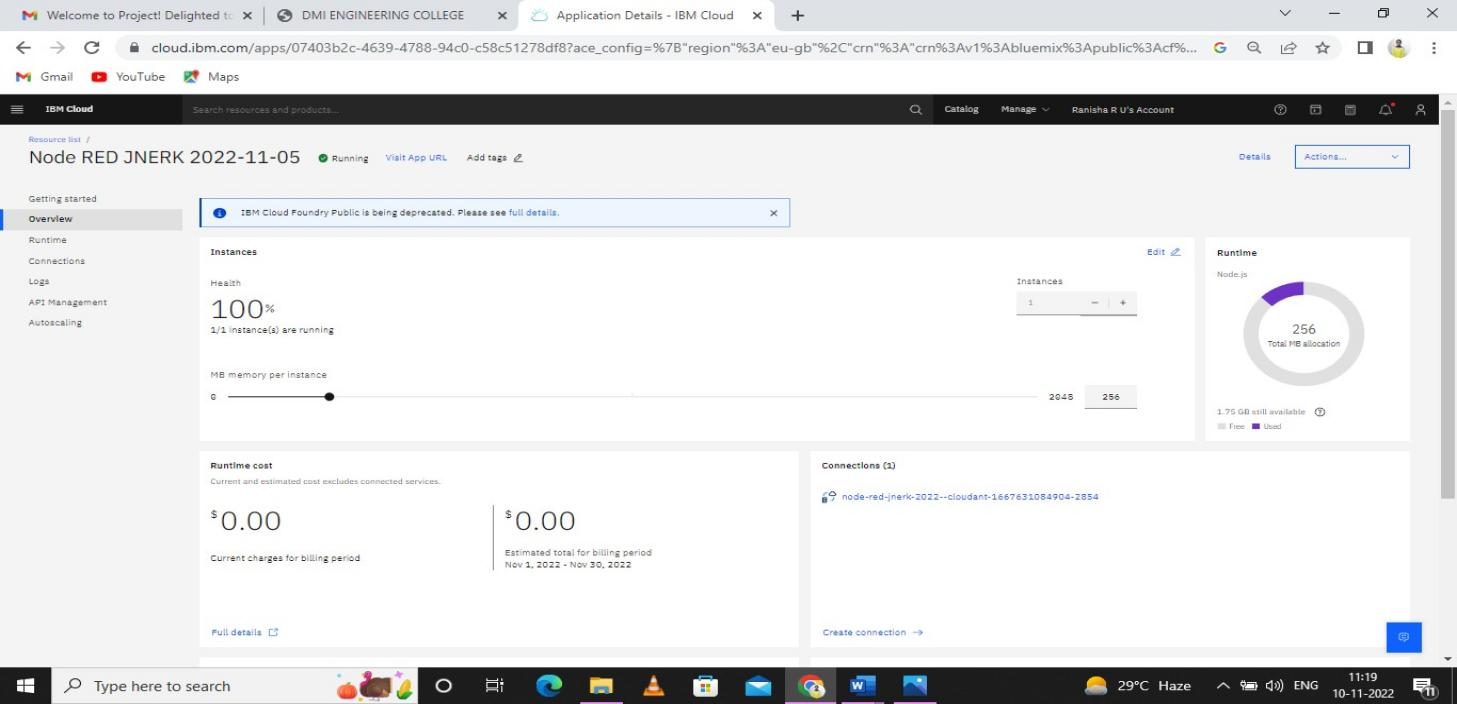 Welcome to Project! Delighted to
DMI ENGINEERING COLLEGE
Application Details - IBM Cloud
cloud.ibm.com/apps/07403b2c-4639-4788-94c0-c58c51278df8?ace_config=%7B"region"%3A"eu-gb"%2C"crn"%3A"crn%3Av1%3Abluemix%3Apublic%3Acf%...
Gmail YouTube Maps
IBM Cloud Search resources and products... Catalog Manage Ranisha R U's Account
Resource list /
Node RED JNERK 2022-11-05 Running Visit App URL Add tags Details Actions...
Getting started
Overview
Runtime
Connections
Logs
API Management
Autoscaling
IBM Cloud Foundry Public is being deprecated. Please see full details.
Instances Edit
Health
100%
1/1 instance(s) are running
Instances
1
MB memory per instance
0 2048 256
Runtime
Node.js
256
Total MB allocation
1.75 GB still available
Free Used
Runtime cost
Current and estimated cost excludes connected services.
$0.00
Current charges for billing period
$0.00
Estimated total for billing period
Nov 1, 2022 - Nov 30, 2022
Full details
Connections (1)
node-red-jnerk-2022--cloudant-1667631084904-2854
Create connection
Type here to search
29°C Haze
ENG
11:19
10-11-2022
11